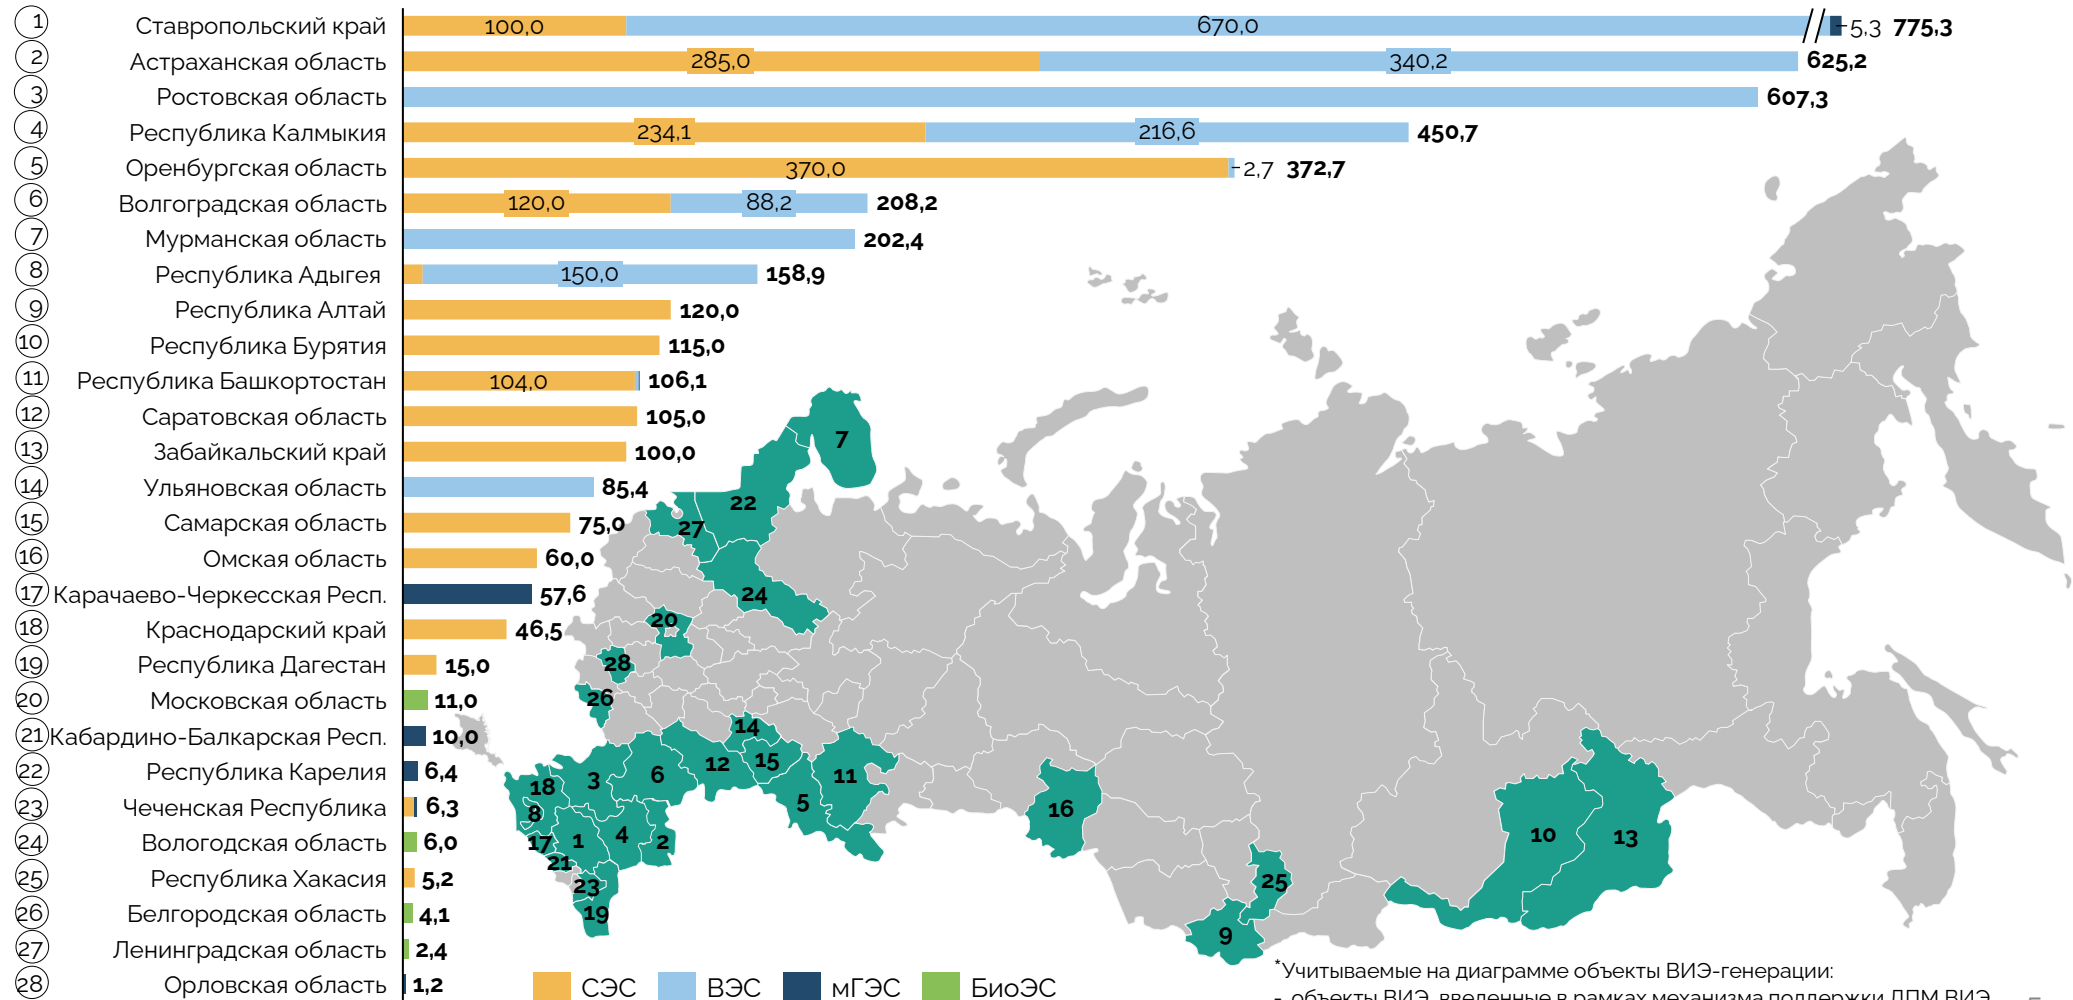 1 Ставропольский край 100,0 670,0 5,3 775,3
2 Астраханская область 285,0 340,2 625,2
3 Ростовская область 607,3
4 Республика Калмыкия 234,1 216,6 450,7
5 Оренбургская область 370,0 2,7 372,7
6 Волгоградская область 120,0 88,2 208,2
7 Мурманская область 202,4
8 Республика Адыгея 150,0 158,9
9 Республика Алтай 120,0
10 Республика Бурятия 115,0
11 Республика Башкортостан 104,0 106,1
12 Саратовская область 105,0
13 Забайкальский край 100,0
14 Ульяновская область 85,4
15 Самарская область 75,0
16 Омская область 60,0
17 Карачаево-Черкесская Респ. 57,6
18 Краснодарский край 46,5
19 Республика Дагестан 15,0
20 Московская область 11,0
21 Кабардино-Балкарская Респ. 10,0
22 Республика Карелия 6,4
23 Чеченская Республика 6,3
24 Вологодская область 6,0
25 Республика Хакасия 5,2
26 Белгородская область 4,1
27 Ленинградская область 2,4
28 Орловская область 1,2
7
22
27
24
20
28
26
14
18
3
6
12
15
11
5
8
17
1
4
2
21
23
19
16
10
13
25
9
СЭС ВЭС мГЭС БиоЭС
*Учитываемые на диаграмме объекты ВИЭ-генерации:
- объекты ВИЭ, введенные в рамках механизма поддержки ДПМ ВИЭ